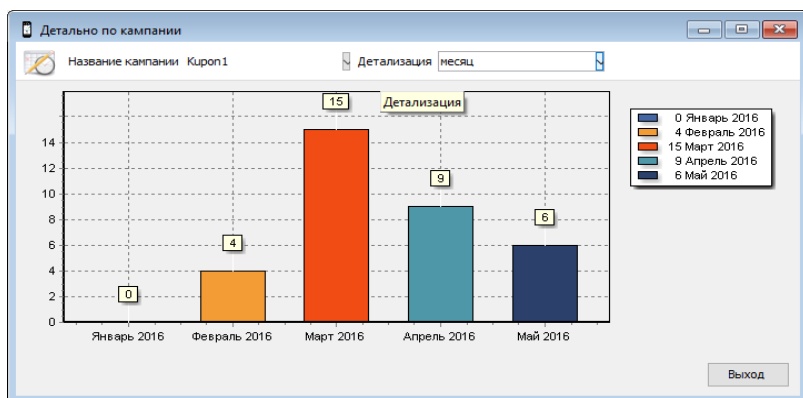 Детально по кампании
Название кампании Kupon1 Детализация месяц
15 Детализация
0 Январь 2016
4 Февраль 2016
15 Март 2016
9 Апрель 2016
6 Май 2016
14
12
10
8
6
4
2
0
9
6
4
0
Январь 2016 Февраль 2016 Март 2016 Апрель 2016 Май 2016
Выход